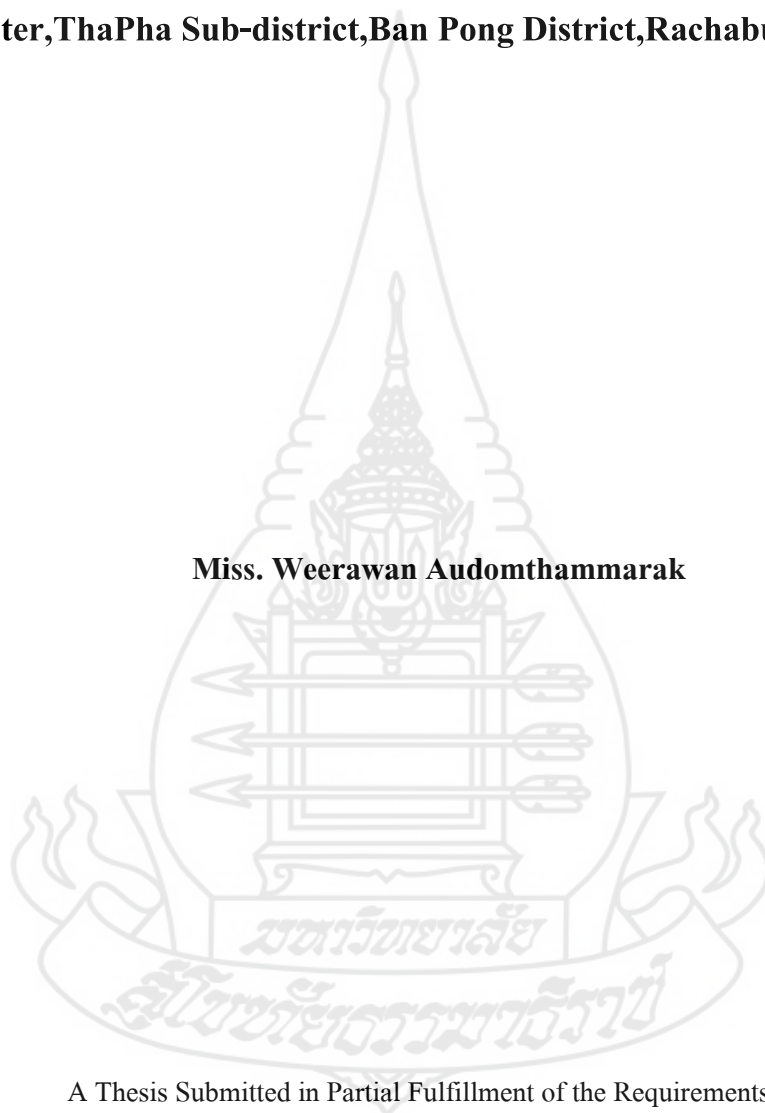 ter,ThaPha Sub-district,Ban Pong District,Rachabu
Miss. Weerawan Audomthammarak
มหาวิทยาลัย
สุโขทัยธรรมาธิราช
A Thesis Submitted in Partial Fulfillment of the Requirements